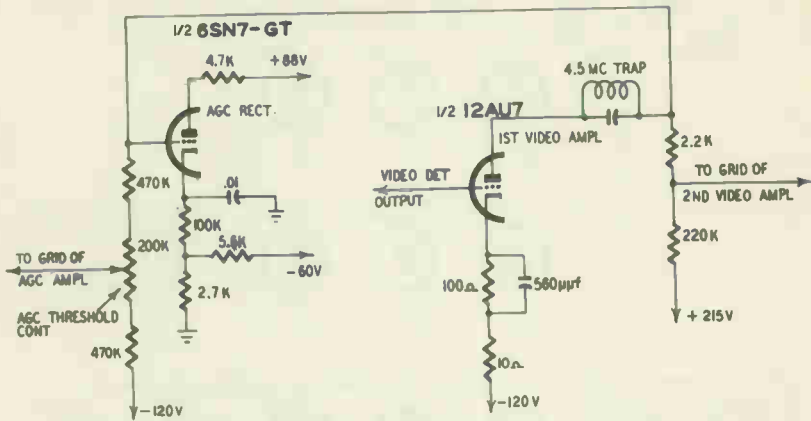 1/2 6SN7-GT
4.7K
+88V
AGC RECT
470K
.01
100K
200K
5.6K
-60V
TO GRID OF
AGC AMPL
2.7K
AGC THRESHOLD
CONT
470K
-120V
4.5 MC TRAP
1/2 12AU7
1ST VIDEO AMPL
2.2K
VIDEO DET
OUTPUT
TO GRID OF
2ND VIDEO AMPL
220K
100Ω
560μμf
+215V
10Ω
-120V